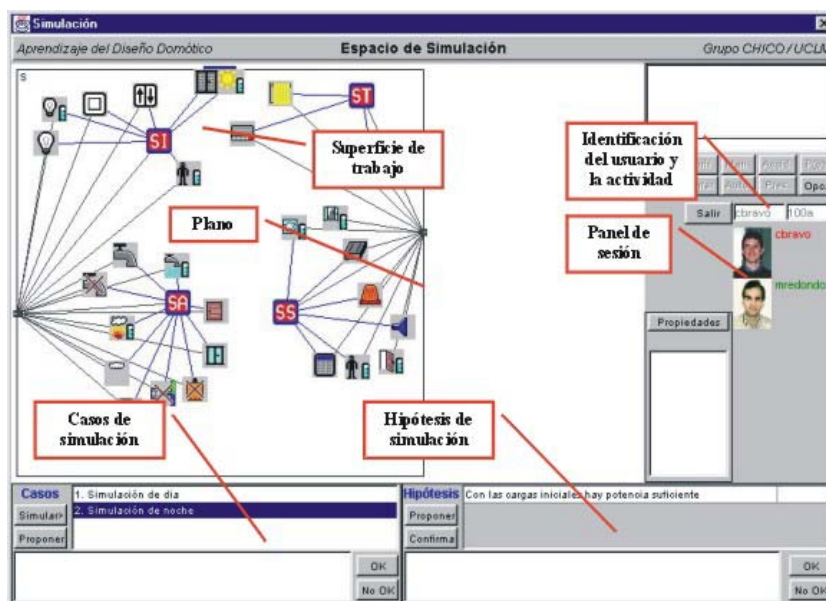 Simulación
Aprendizaje del Diseño Domótico
Espacio de Simulación
Grupo CHICO / UCLM
S
SI
ST
Superficie de
trabajo
Identificación
del usuario y
la actividad
Opc.
Salir
cbravo
100a
Plano
Panel de
sesión
cbravo
mredondo
SA
SS
Propiedades
Casos de
simulación
Hipótesis de
simulación
Casos
1. Simulación de día
2. Simulación de noche
Simular>
Proponer
OK
No OK
Hipótesis
Con las cargas iniciales hay potencia suficiente
Proponer
Confirma
OK
No OK